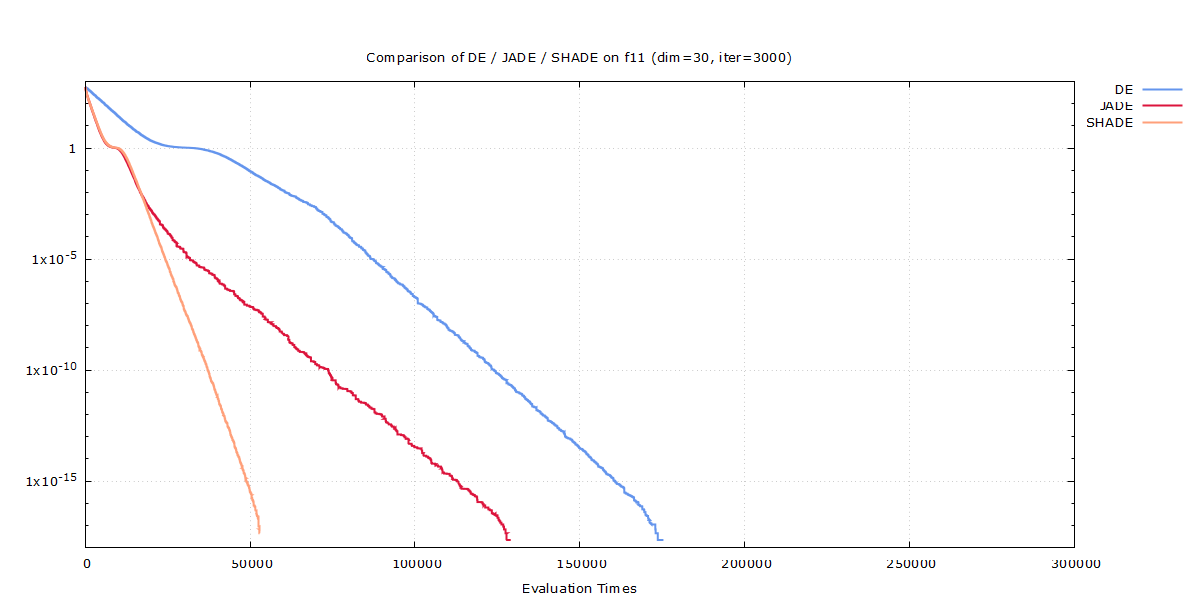 Comparison of DE / JADE / SHADE on f11 (dim=30, iter=3000)
DE
JADE
SHADE
1
1x10-5
1x10-10
1x10-15
0
50000
100000
150000
200000
250000
300000
Evaluation Times